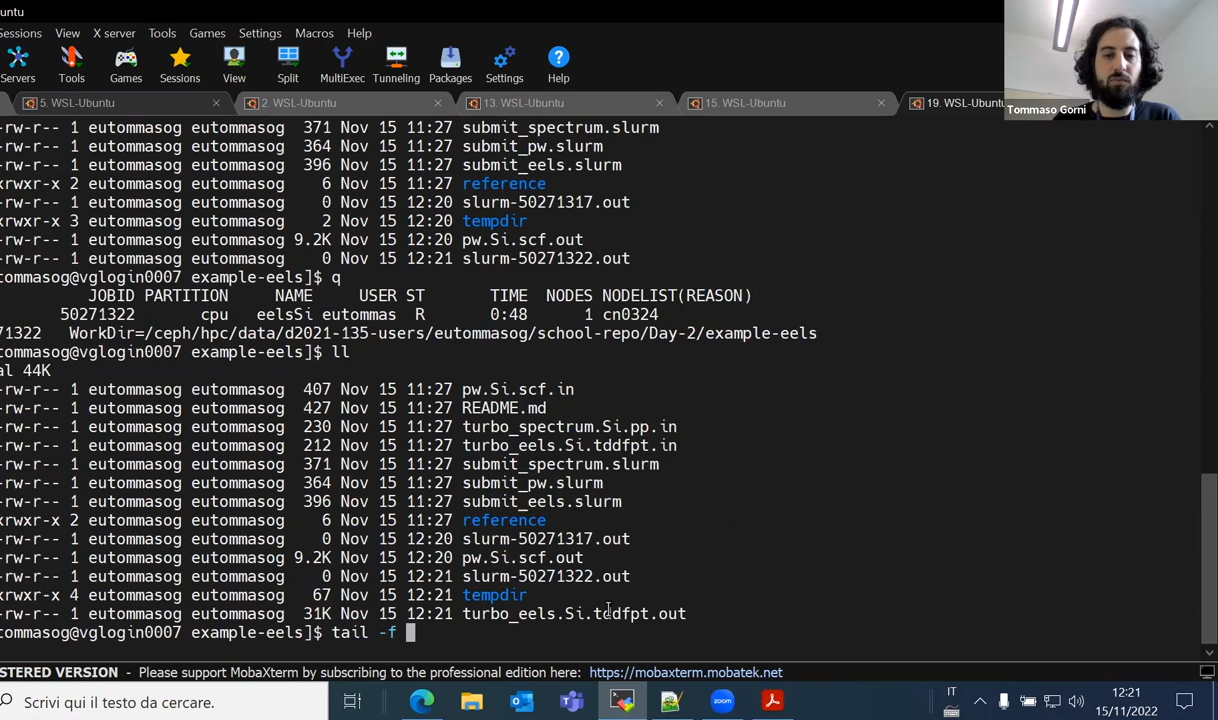 untu
Sessions View X server Tools Games Settings Macros Help
Servers Tools Games Sessions View Split MultiExec Tunneling Packages Settings Help
5. WSL-Ubuntu 2. WSL-Ubuntu 13. WSL-Ubuntu 15. WSL-Ubuntu 19. WSL-Ubuntu
Tommaso Gorni
-rw-r-- 1 eutommasog eutommasog 371 Nov 15 11:27 submit_spectrum.slurm
-rw-r-- 1 eutommasog eutommasog 364 Nov 15 11:27 submit_pw.slurm
-rw-r-- 1 eutommasog eutommasog 396 Nov 15 11:27 submit_eels.slurm
xrwxr-x 2 eutommasog eutommasog 6 Nov 15 11:27 reference
-rw-r-- 1 eutommasog eutommasog 0 Nov 15 12:20 slurm-50271317.out
xrwxr-x 3 eutommasog eutommasog 2 Nov 15 12:20 tempdir
-rw-r-- 1 eutommasog eutommasog 9.2K Nov 15 12:20 pw.Si.scf.out
-rw-r-- 1 eutommasog eutommasog 0 Nov 15 12:21 slurm-50271322.out
tommasog@vglogin0007 example-eels]$ q
JOBID PARTITION NAME USER ST TIME NODES NODELIST(REASON)
50271322 cpu eelsSi eutommas R 0:48 1 cn0324
71322 WorkDir=/ceph/hpc/data/d2021-135-users/eutommasog/school-repo/Day-2/example-eels
tommasog@vglogin0007 example-eels]$ ll
al 44K
-rw-r-- 1 eutommasog eutommasog 407 Nov 15 11:27 pw.Si.scf.in
-rw-r-- 1 eutommasog eutommasog 427 Nov 15 11:27 README.md
-rw-r-- 1 eutommasog eutommasog 230 Nov 15 11:27 turbo_spectrum.Si.pp.in
-rw-r-- 1 eutommasog eutommasog 212 Nov 15 11:27 turbo_eels.Si.tddfpt.in
-rw-r-- 1 eutommasog eutommasog 371 Nov 15 11:27 submit_spectrum.slurm
-rw-r-- 1 eutommasog eutommasog 364 Nov 15 11:27 submit_pw.slurm
-rw-r-- 1 eutommasog eutommasog 396 Nov 15 11:27 submit_eels.slurm
xrwxr-x 2 eutommasog eutommasog 6 Nov 15 11:27 reference
-rw-r-- 1 eutommasog eutommasog 0 Nov 15 12:20 slurm-50271317.out
-rw-r-- 1 eutommasog eutommasog 9.2K Nov 15 12:20 pw.Si.scf.out
-rw-r-- 1 eutommasog eutommasog 0 Nov 15 12:21 slurm-50271322.out
xrwxr-x 4 eutommasog eutommasog 67 Nov 15 12:21 tempdir
-rw-r-- 1 eutommasog eutommasog 31K Nov 15 12:21 turbo_eels.Si.tddfpt.out
tommasog@vglogin0007 example-eels]$ tail -f
STERED VERSION - Please support MobaXterm by subscribing to the professional edition here: https://mobaxterm.mobatek.net
Scrivi qui il testo da cercare.
zoom
IT
12:21
15/11/2022